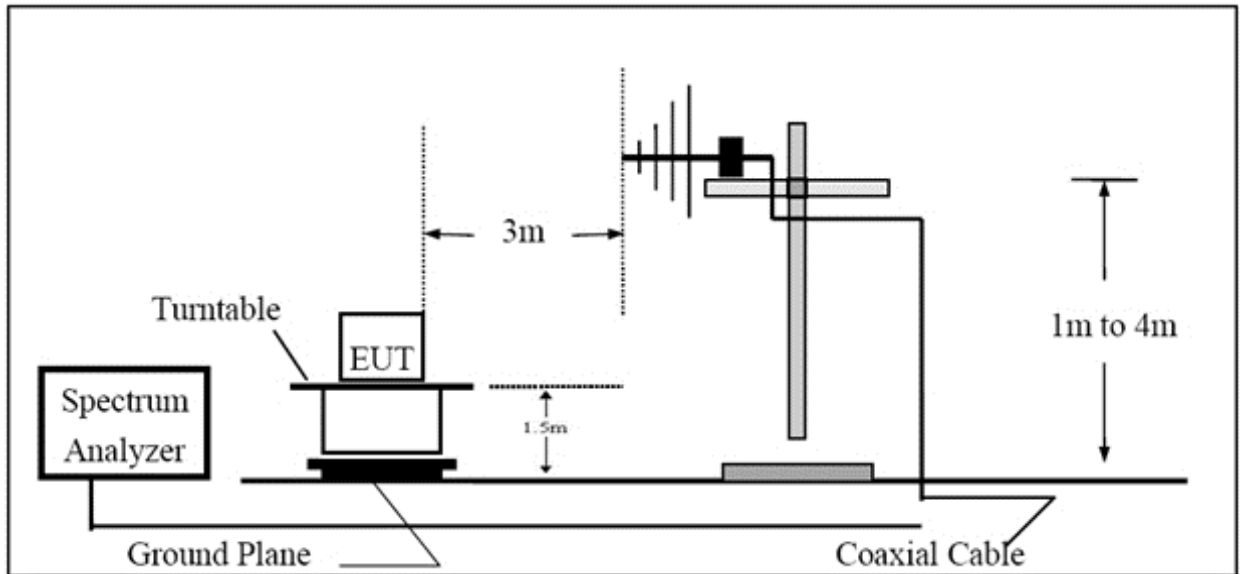 3m
Turntable
EUT
1m to 4m
Spectrum
Analyzer
1.5m
Ground Plane
Coaxial Cable